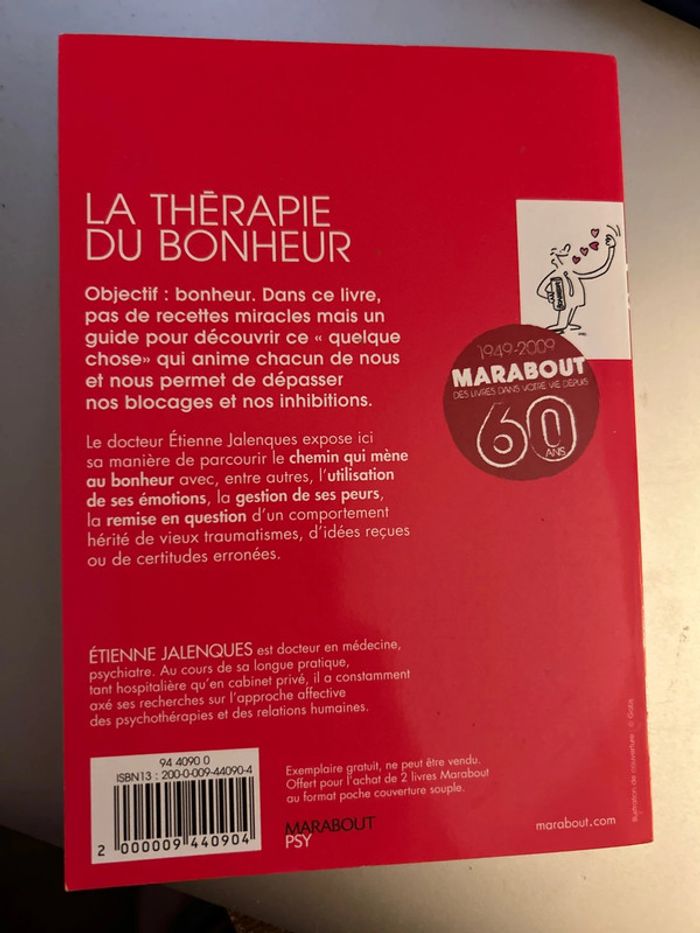 LA THÉRAPIE
DU BONHEUR
Objectif : bonheur. Dans ce livre,
pas de recettes miracles mais un
guide pour découvrir ce « quelque
chose» qui anime chacun de nous
et nous permet de dépasser
nos blocages et nos inhibitions.
1949-2009
MARABOUT
DES LIVRES DANS VOTRE VIE DEPUIS
60
ANS
Le docteur Étienne Jalenques expose ici
sa manière de parcourir le chemin qui mène
au bonheur avec, entre autres, l'utilisation
de ses émotions, la gestion de ses peurs,
la remise en question d'un comportement
hérité de vieux traumatismes, d'idées reçues
ou de certitudes erronées.
ÉTIENNE JALENQUES est docteur en médecine,
psychiatre. Au cours de sa longue pratique,
tant hospitalière qu'en cabinet privé, il a constamment
axé ses recherches sur l'approche affective
des psychothérapies et des relations humaines.
94 4090 0
ISBN13 : 200-0-009-44090-4
2 000009 440904
Exemplaire gratuit, ne peut être vendu.
Offert pour l'achat de 2 livres Marabout
au format poche couverture souple.
MARABOUT
PSY
marabout.com
Illustration de couverture : © Gabs